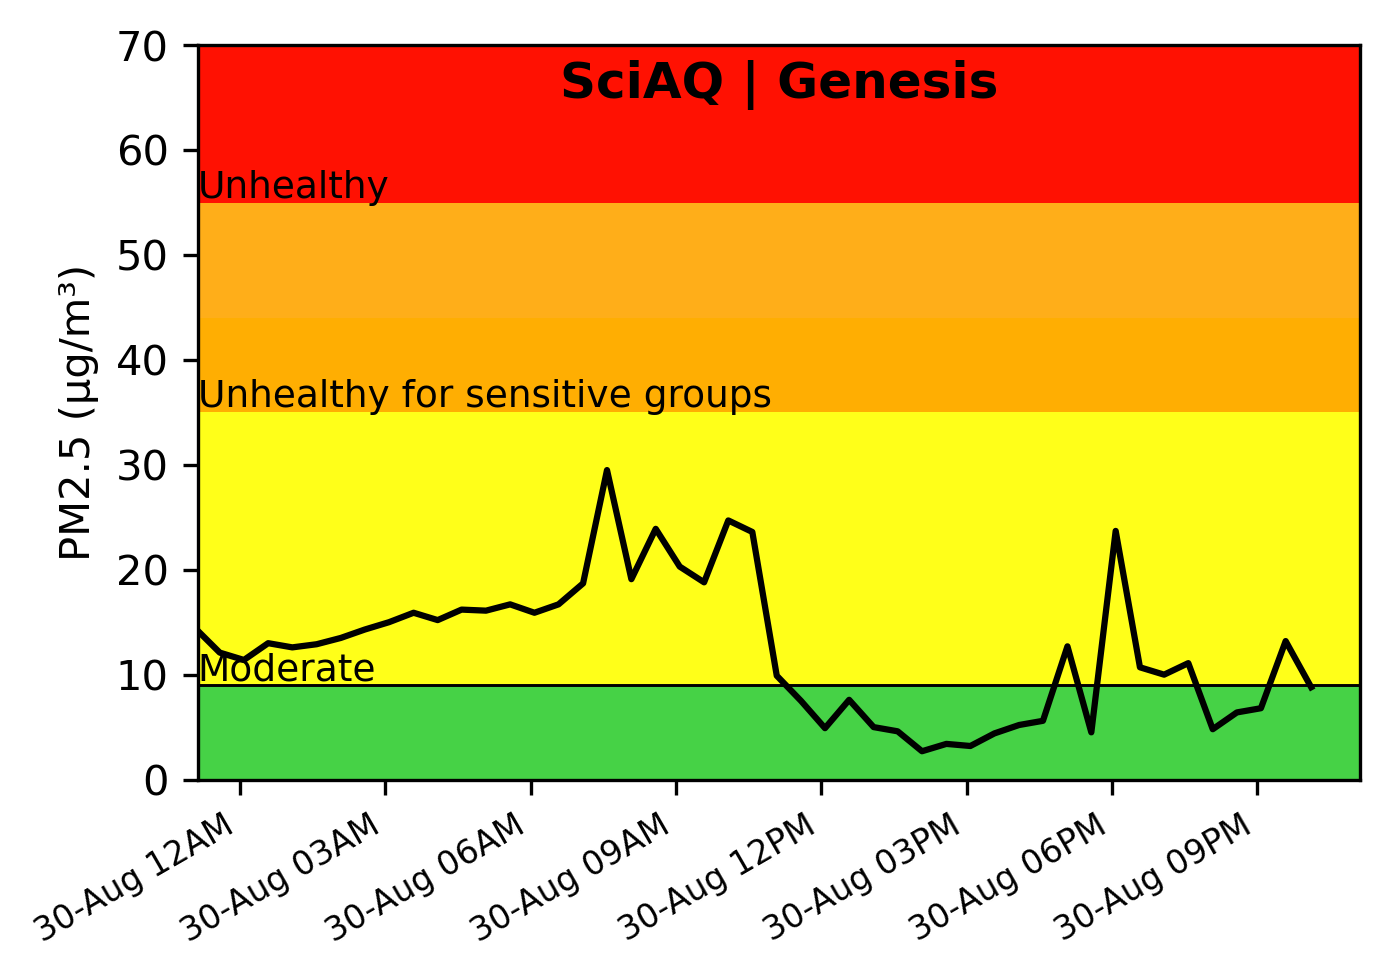 SciAQ | Genesis
PM2.5 (µg/m³)
70
60
50
40
30
20
10
0
Unhealthy
Unhealthy for sensitive groups
Moderate
30-Aug 12AM
30-Aug 03AM
30-Aug 06AM
30-Aug 09AM
30-Aug 12PM
30-Aug 03PM
30-Aug 06PM
30-Aug 09PM